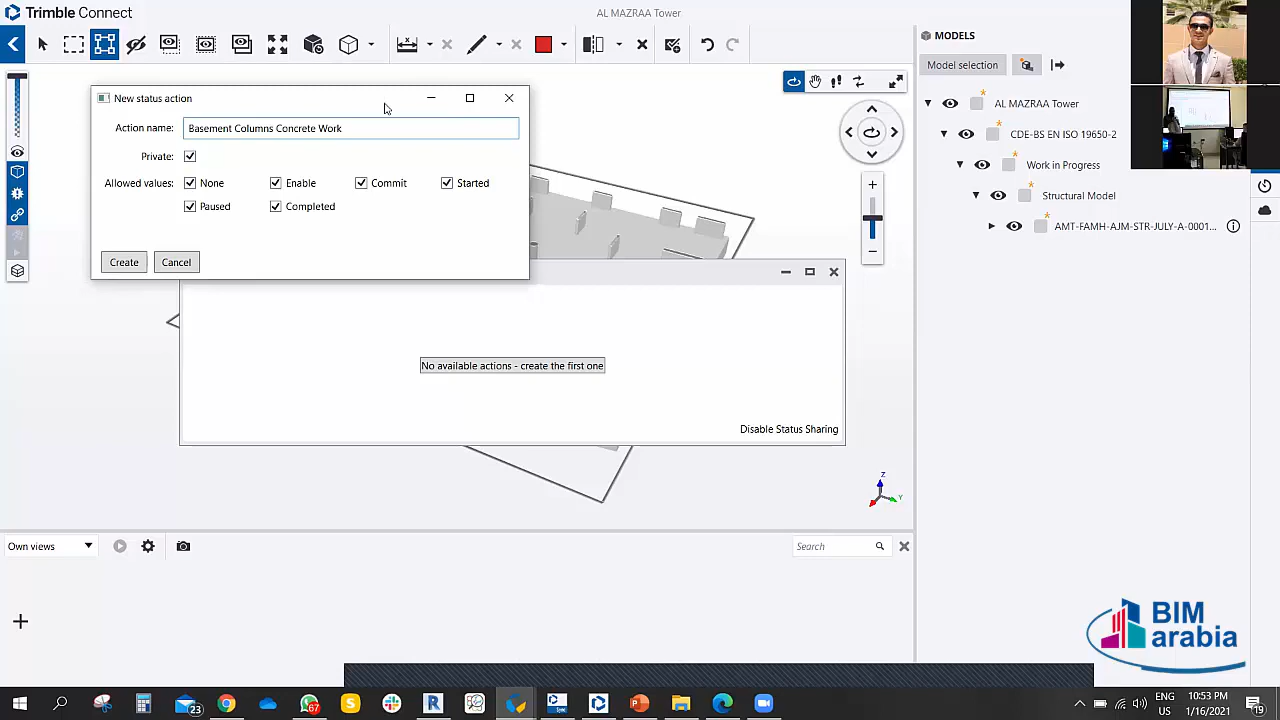 Trimble Connect
AL MAZRAA Tower
MODELS
Model selection
AL MAZRAA Tower
CDE-BS EN ISO 19650-2
Work in Progress
Structural Model
AMT-FAMH-AJM-STR-JULY-A-0001...
New status action
Action name: Basement Columns Concrete Work
Private:
Allowed values: None Enable Commit Started
Paused Completed
Create Cancel
No available actions - create the first one
Disable Status Sharing
Z
Y
Own views
Search
BIM
arabia
23
67
ENG
US
10:53 PM
1/16/2021
19